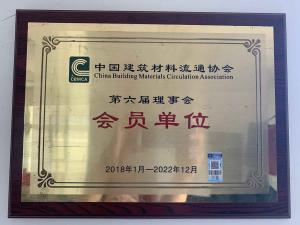 中国建筑材料流通协会
China Building Materials Circulation Association
CBMCA
第六届理事会
会员单位
2018年1月—2022年12月